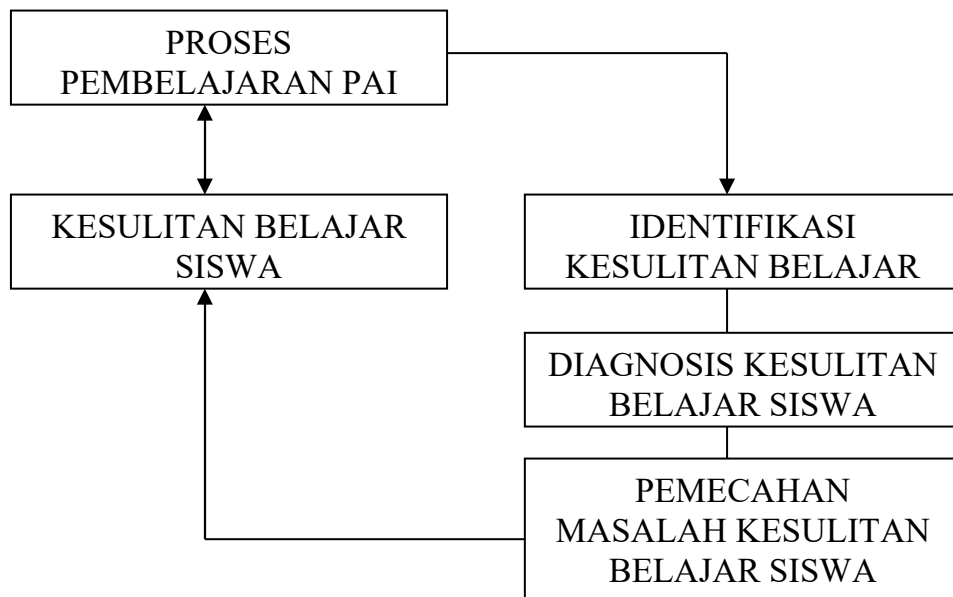 PROSES
PEMBELAJARAN PAI
KESULITAN BELAJAR
SISWA
IDENTIFIKASI
KESULITAN BELAJAR
DIAGNOSIS KESULITAN
BELAJAR SISWA
PEMECAHAN
MASALAH KESULITAN
BELAJAR SISWA